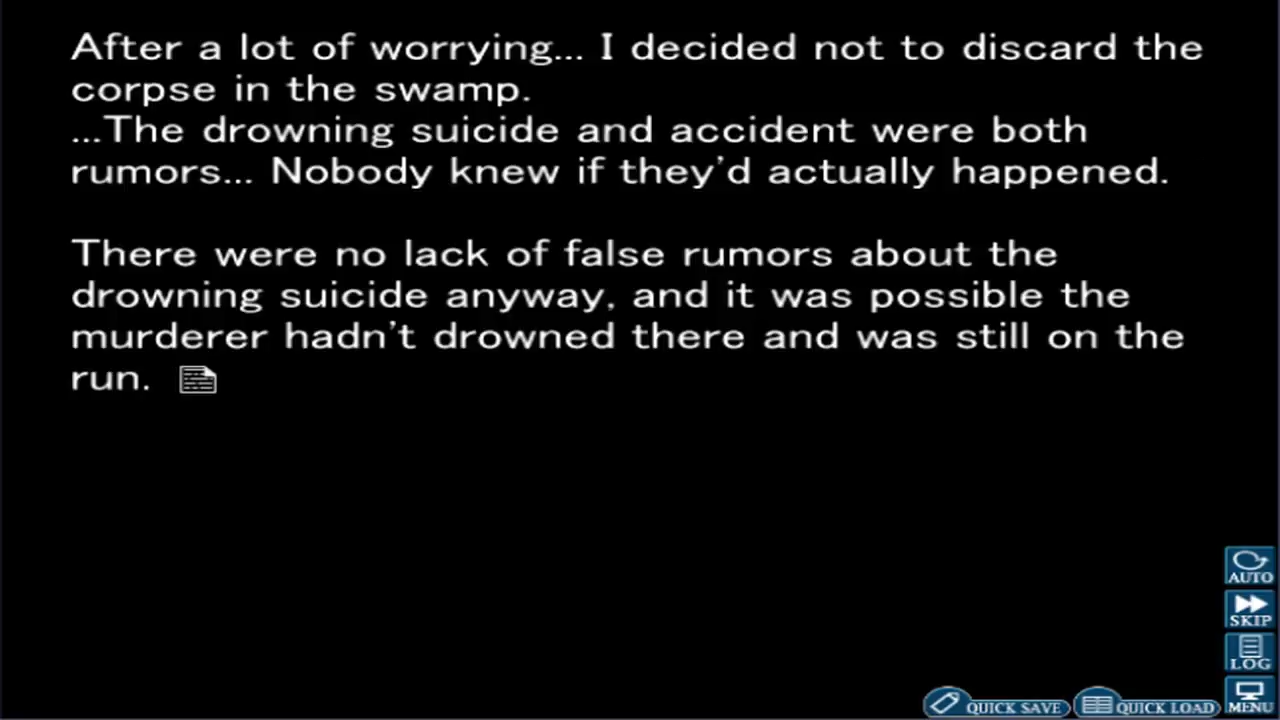 After a lot of worrying... I decided not to discard the
corpse in the swamp.
...The drowning suicide and accident were both
rumors... Nobody knew if they'd actually happened.
There were no lack of false rumors about the
drowning suicide anyway, and it was possible the
murderer hadn't drowned there and was still on the
run.
AUTO
SKIP
LOG
MENU
QUICK SAVE
QUICK LOAD